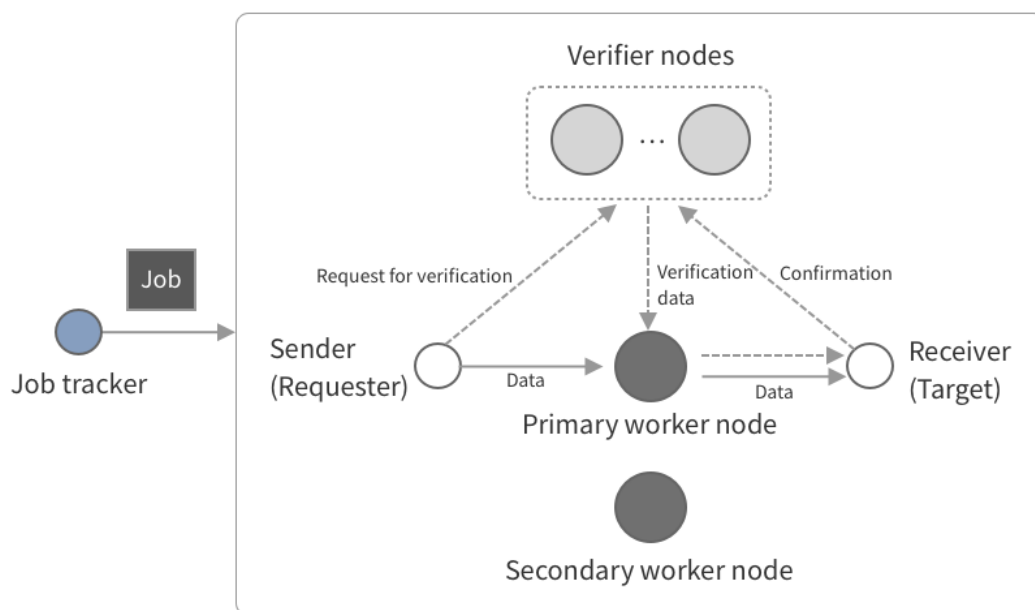 Verifier nodes
...
Request for verification
Verification
data
Confirmation
Job
Job tracker
Sender
(Requester)
Data
Primary worker node
Data
Receiver
(Target)
Secondary worker node